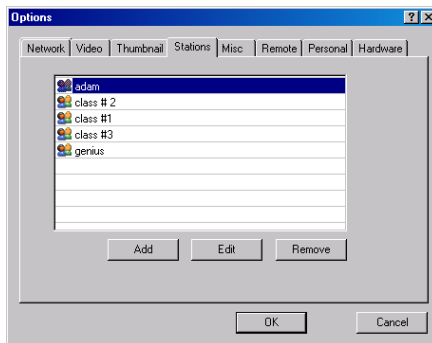 Options
Network Video Thumbnail Stations Misc Remote Personal Hardware
adam
class # 2
class #1
class #3
genius
Add Edit Remove
OK Cancel